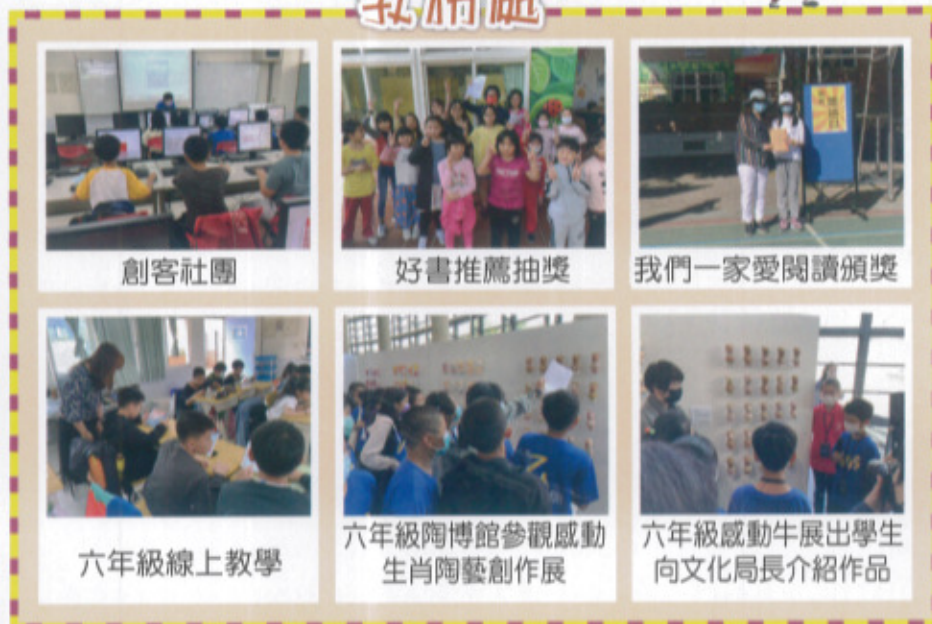 創客社團
好書推薦抽獎
我們一家愛閱讀頒獎
六年級線上教學
六年級陶博館參觀感動
生肖陶藝創作展
六年級感動牛展出學生
向文化局長介紹作品